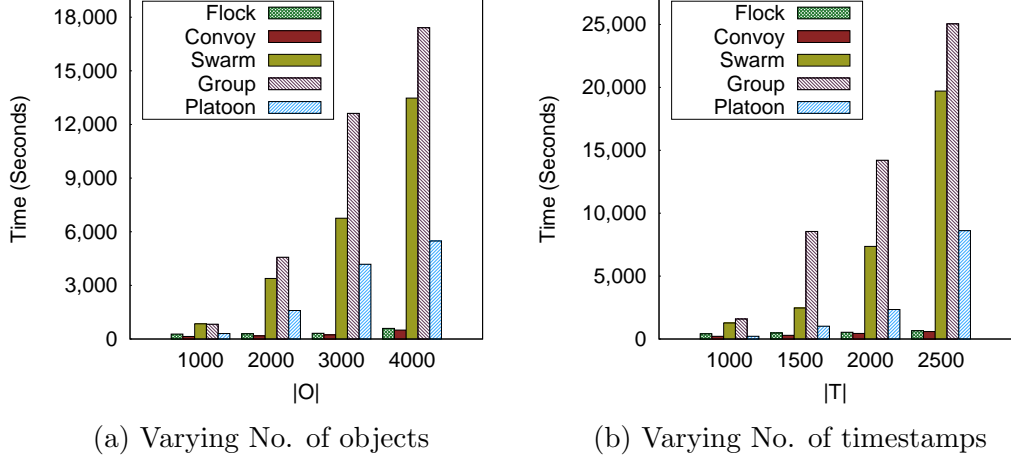 18,000
15,000
12,000
9,000
6,000
3,000
0
Time (Seconds)
Flock
Convoy
Swarm
Group
Platoon
1000 2000 3000 4000
|O|
(a) Varying No. of objects
25,000
20,000
15,000
10,000
5,000
0
Time (Seconds)
Flock
Convoy
Swarm
Group
Platoon
1000 1500 2000 2500
|T|
(b) Varying No. of timestamps